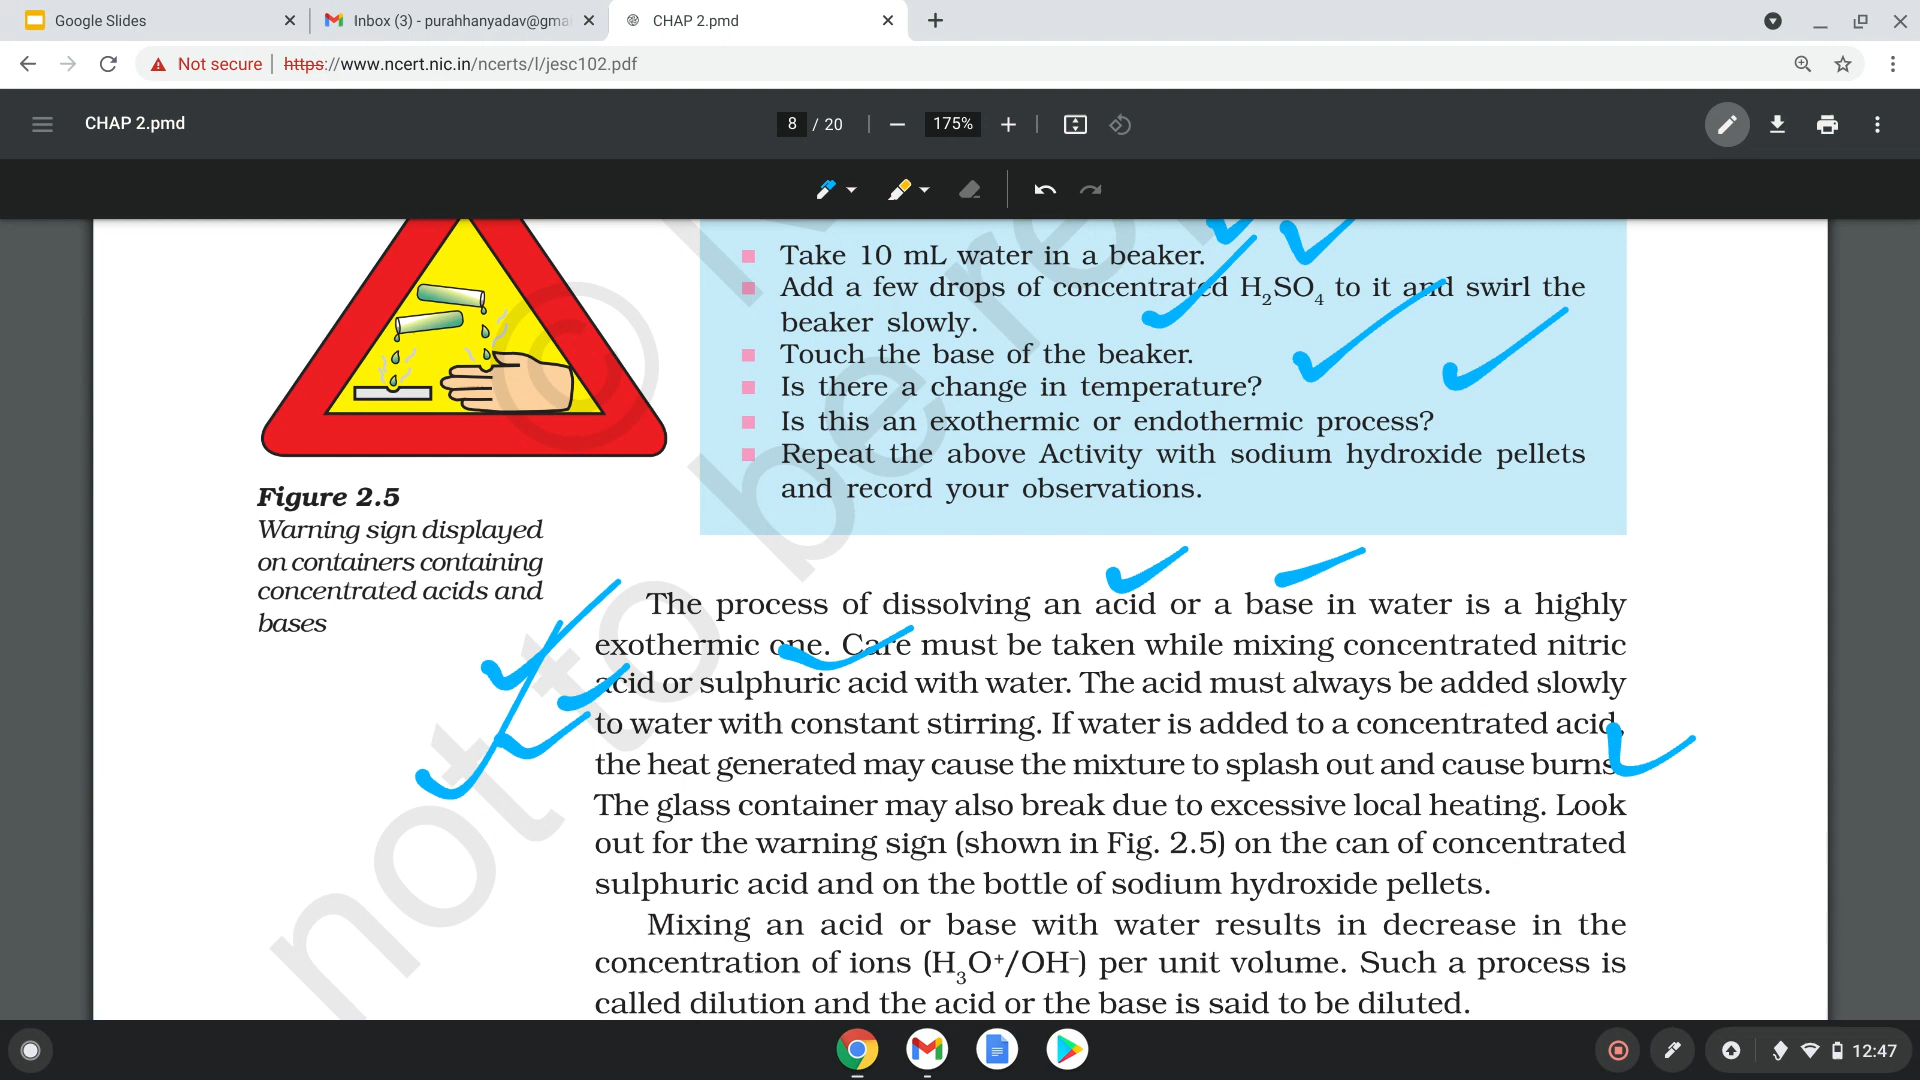 Google Slides
Inbox (3) - purahhanyadav@gma
CHAP 2.pmd
Not secure | https://www.ncert.nic.in/ncerts/l/jesc102.pdf
CHAP 2.pmd
8 / 20
175%
Take 10 mL water in a beaker.
Add a few drops of concentrated H₂SO₄ to it and swirl the
beaker slowly.
Touch the base of the beaker.
Is there a change in temperature?
Is this an exothermic or endothermic process?
Repeat the above Activity with sodium hydroxide pellets
and record your observations.
Figure 2.5
Warning sign displayed
on containers containing
concentrated acids and
bases
The process of dissolving an acid or a base in water is a highly
exothermic one. Care must be taken while mixing concentrated nitric
acid or sulphuric acid with water. The acid must always be added slowly
to water with constant stirring. If water is added to a concentrated acid,
the heat generated may cause the mixture to splash out and cause burns.
The glass container may also break due to excessive local heating. Look
out for the warning sign (shown in Fig. 2.5) on the can of concentrated
sulphuric acid and on the bottle of sodium hydroxide pellets.
Mixing an acid or base with water results in decrease in the
concentration of ions (H₃O⁺/OH⁻) per unit volume. Such a process is
called dilution and the acid or the base is said to be diluted.
not to be re
©
12:47